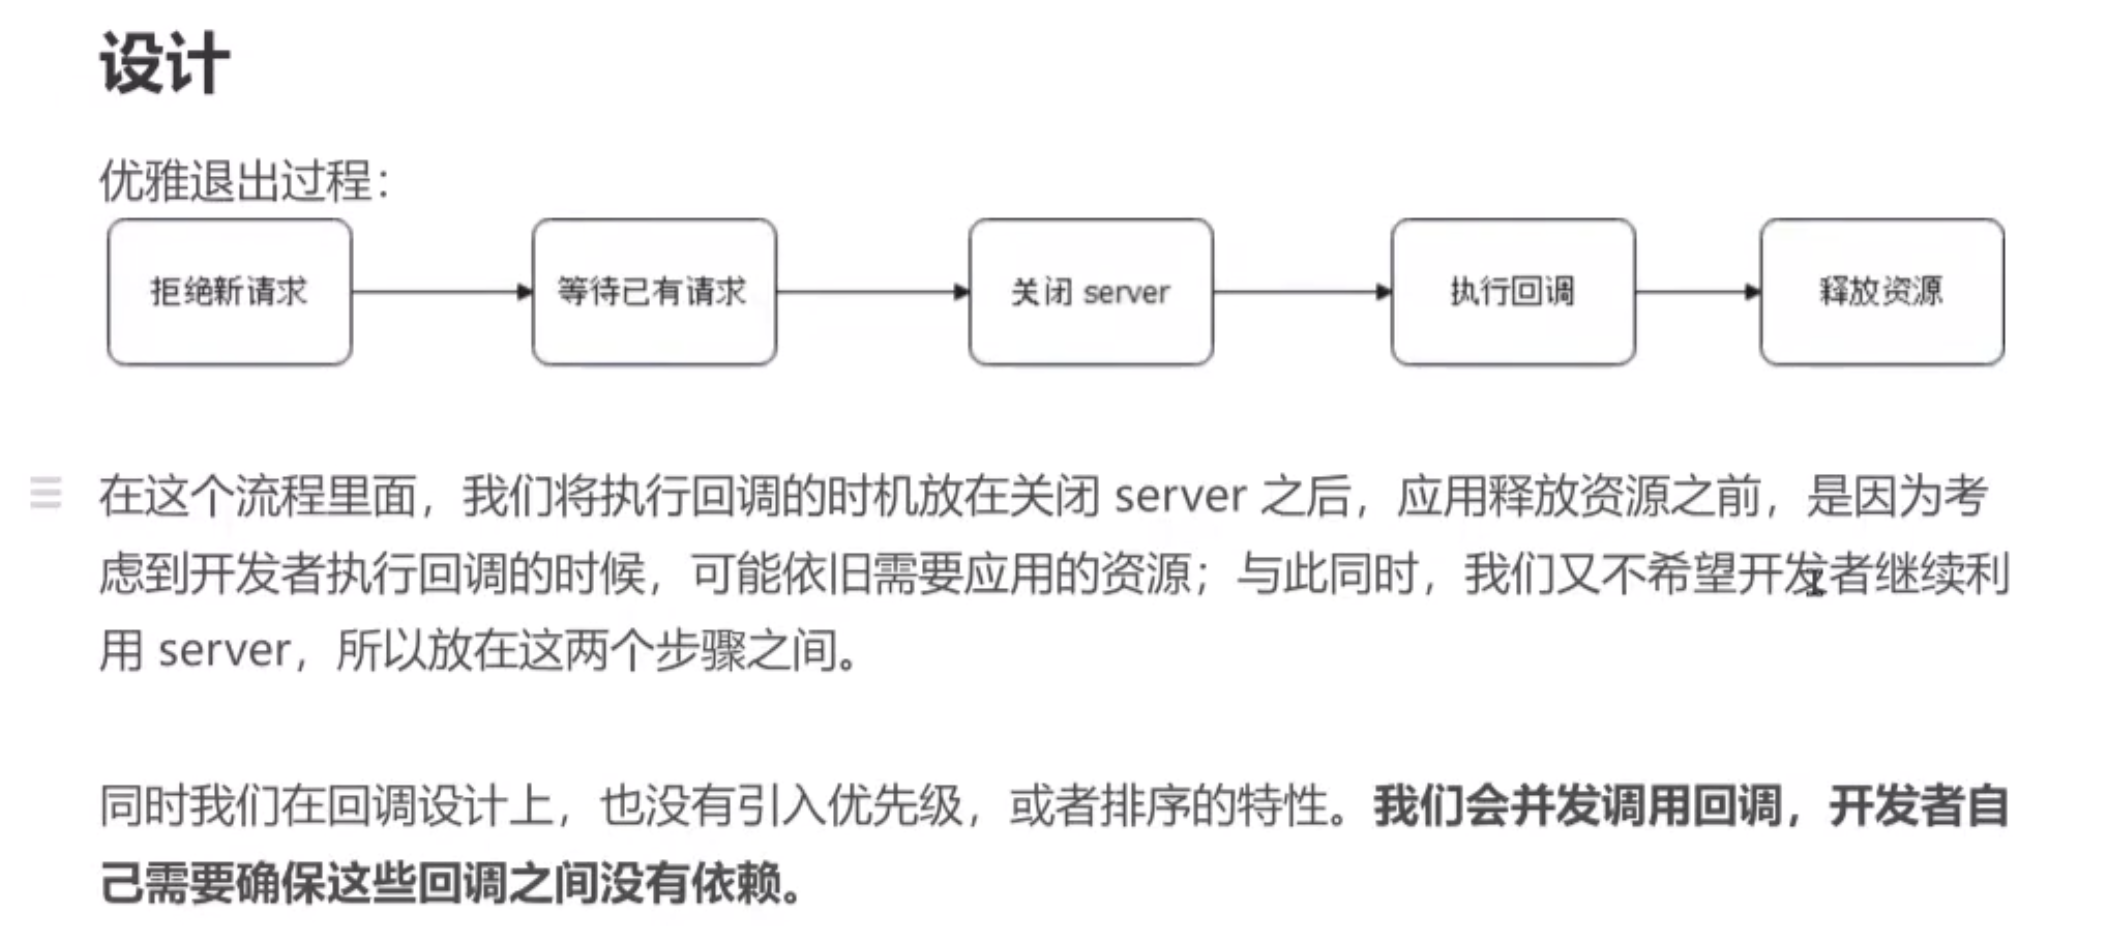 设计
优雅退出过程：
拒绝新请求
等待已有请求
关闭 server
执行回调
释放资源
在这个流程里面，我们将执行回调的时机放在关闭 server 之后，应用释放资源之前，是因为考
虑到开发者执行回调的时候，可能依旧需要应用的资源；与此同时，我们又不希望开发者继续利
用 server，所以放在这两个步骤之间。
同时我们在回调设计上，也没有引入优先级，或者排序的特性。我们会并发调用回调，开发者自
己需要确保这些回调之间没有依赖。